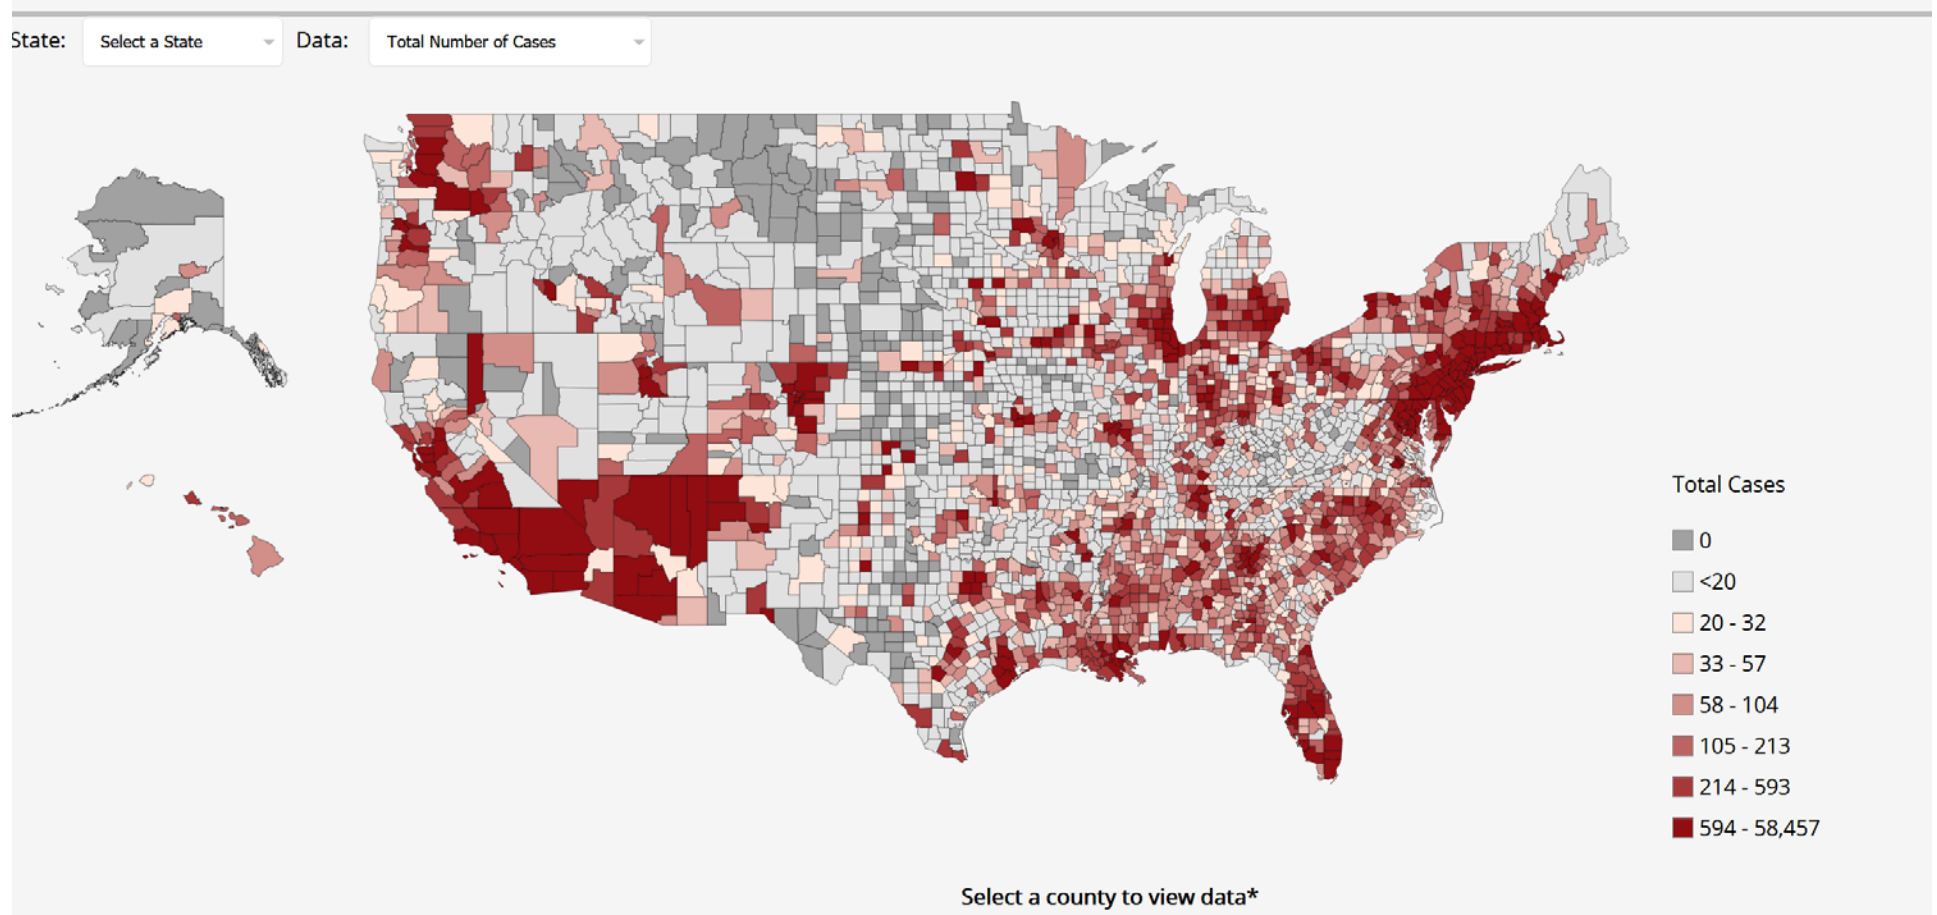 State: Select a State Data: Total Number of Cases
Total Cases
0
<20
20 - 32
33 - 57
58 - 104
105 - 213
214 - 593
594 - 58,457
Select a county to view data*